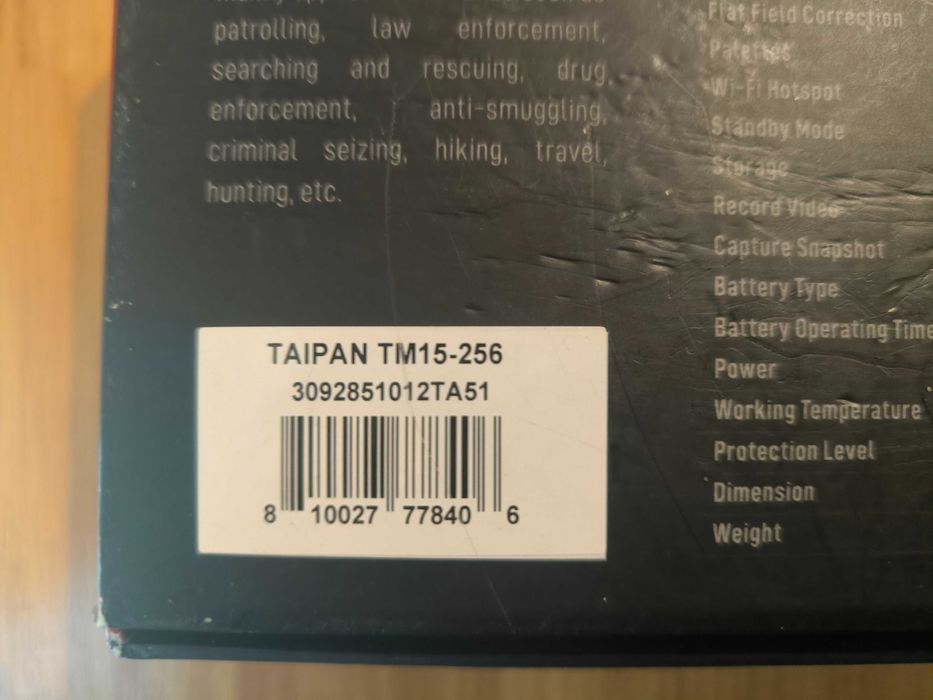 patrolling, law enforcement,
searching and rescuing, drug
enforcement, anti-smuggling,
criminal seizing, hiking, travel,
hunting, etc.
TAIPAN TM15-256
3092851012TA51
8 10027 77840 6
Flat Field Correction
Palettes
Wi-Fi Hotspot
Standby Mode
Storage
Record Video
Capture Snapshot
Battery Type
Battery Operating Time
Power
Working Temperature
Protection Level
Dimension
Weight